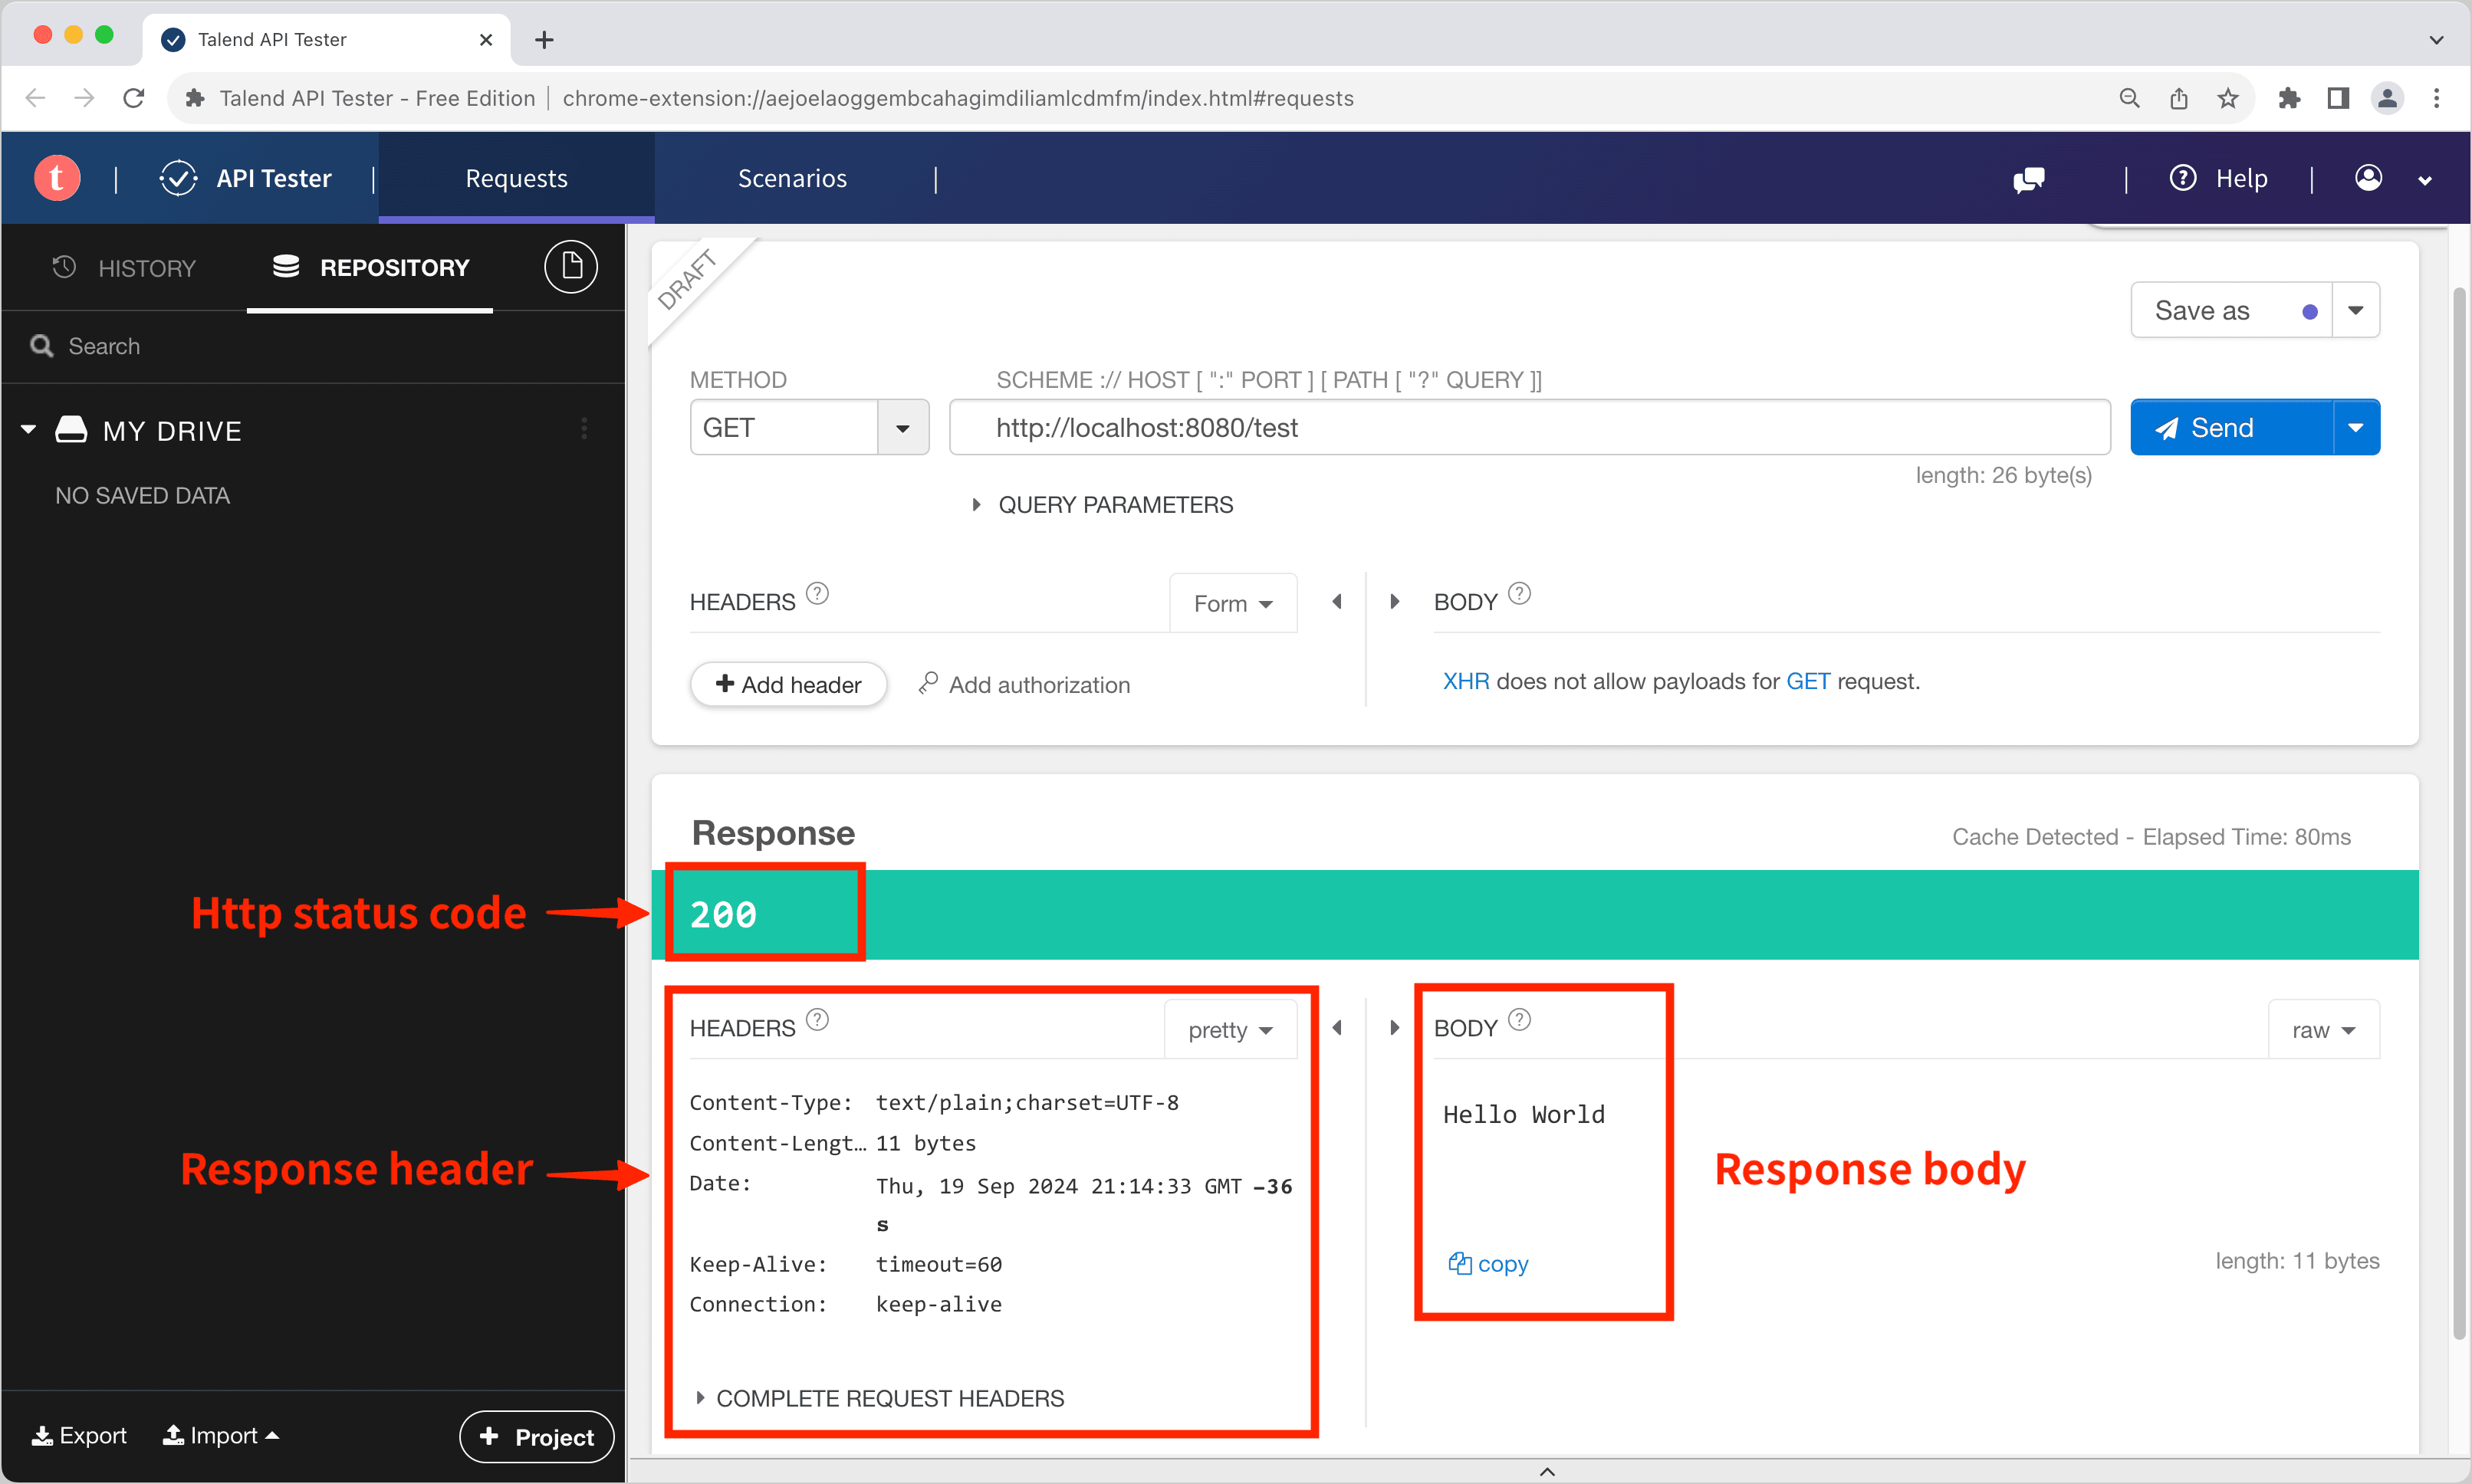 Talend API Tester
Talend API Tester - Free Edition | chrome-extension://aejoelaoggembcahagimdiliamlcdmfm/index.html#requests
t | API Tester | Requests Scenarios | | Help |
HISTORY REPOSITORY
Search
MY DRIVE
NO SAVED DATA
DRAFT
Save as
METHOD SCHEME :// HOST [ ":" PORT ] [ PATH [ "?" QUERY ]]
GET http://localhost:8080/test Send
length: 26 byte(s)
QUERY PARAMETERS
HEADERS ? Form BODY ?
Add header Add authorization XHR does not allow payloads for GET request.
Response Cache Detected - Elapsed Time: 80ms
Http status code 200
HEADERS ? pretty BODY ? raw
Content-Type: text/plain;charset=UTF-8
Hello World
Content-Lengt… 11 bytes
Response header
Date: Thu, 19 Sep 2024 21:14:33 GMT -36
s
Response body
Keep-Alive: timeout=60
copy length: 11 bytes
Connection: keep-alive
COMPLETE REQUEST HEADERS
Export Import + Project